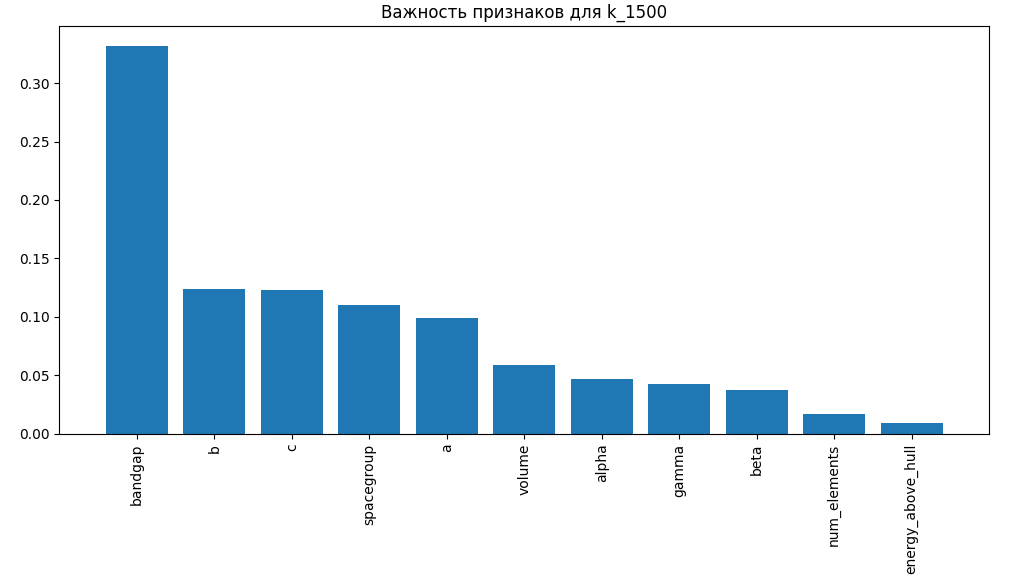 Важность признаков для k_1500
0.30
0.25
0.20
0.15
0.10
0.05
0.00
bandgap
b
c
spacegroup
a
volume
alpha
gamma
beta
num_elements
energy_above_hull